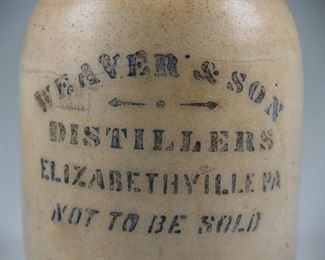 WEAVER & SON
DISTILLERS
ELIZABETHVILLE PA
NOT TO BE SOLD